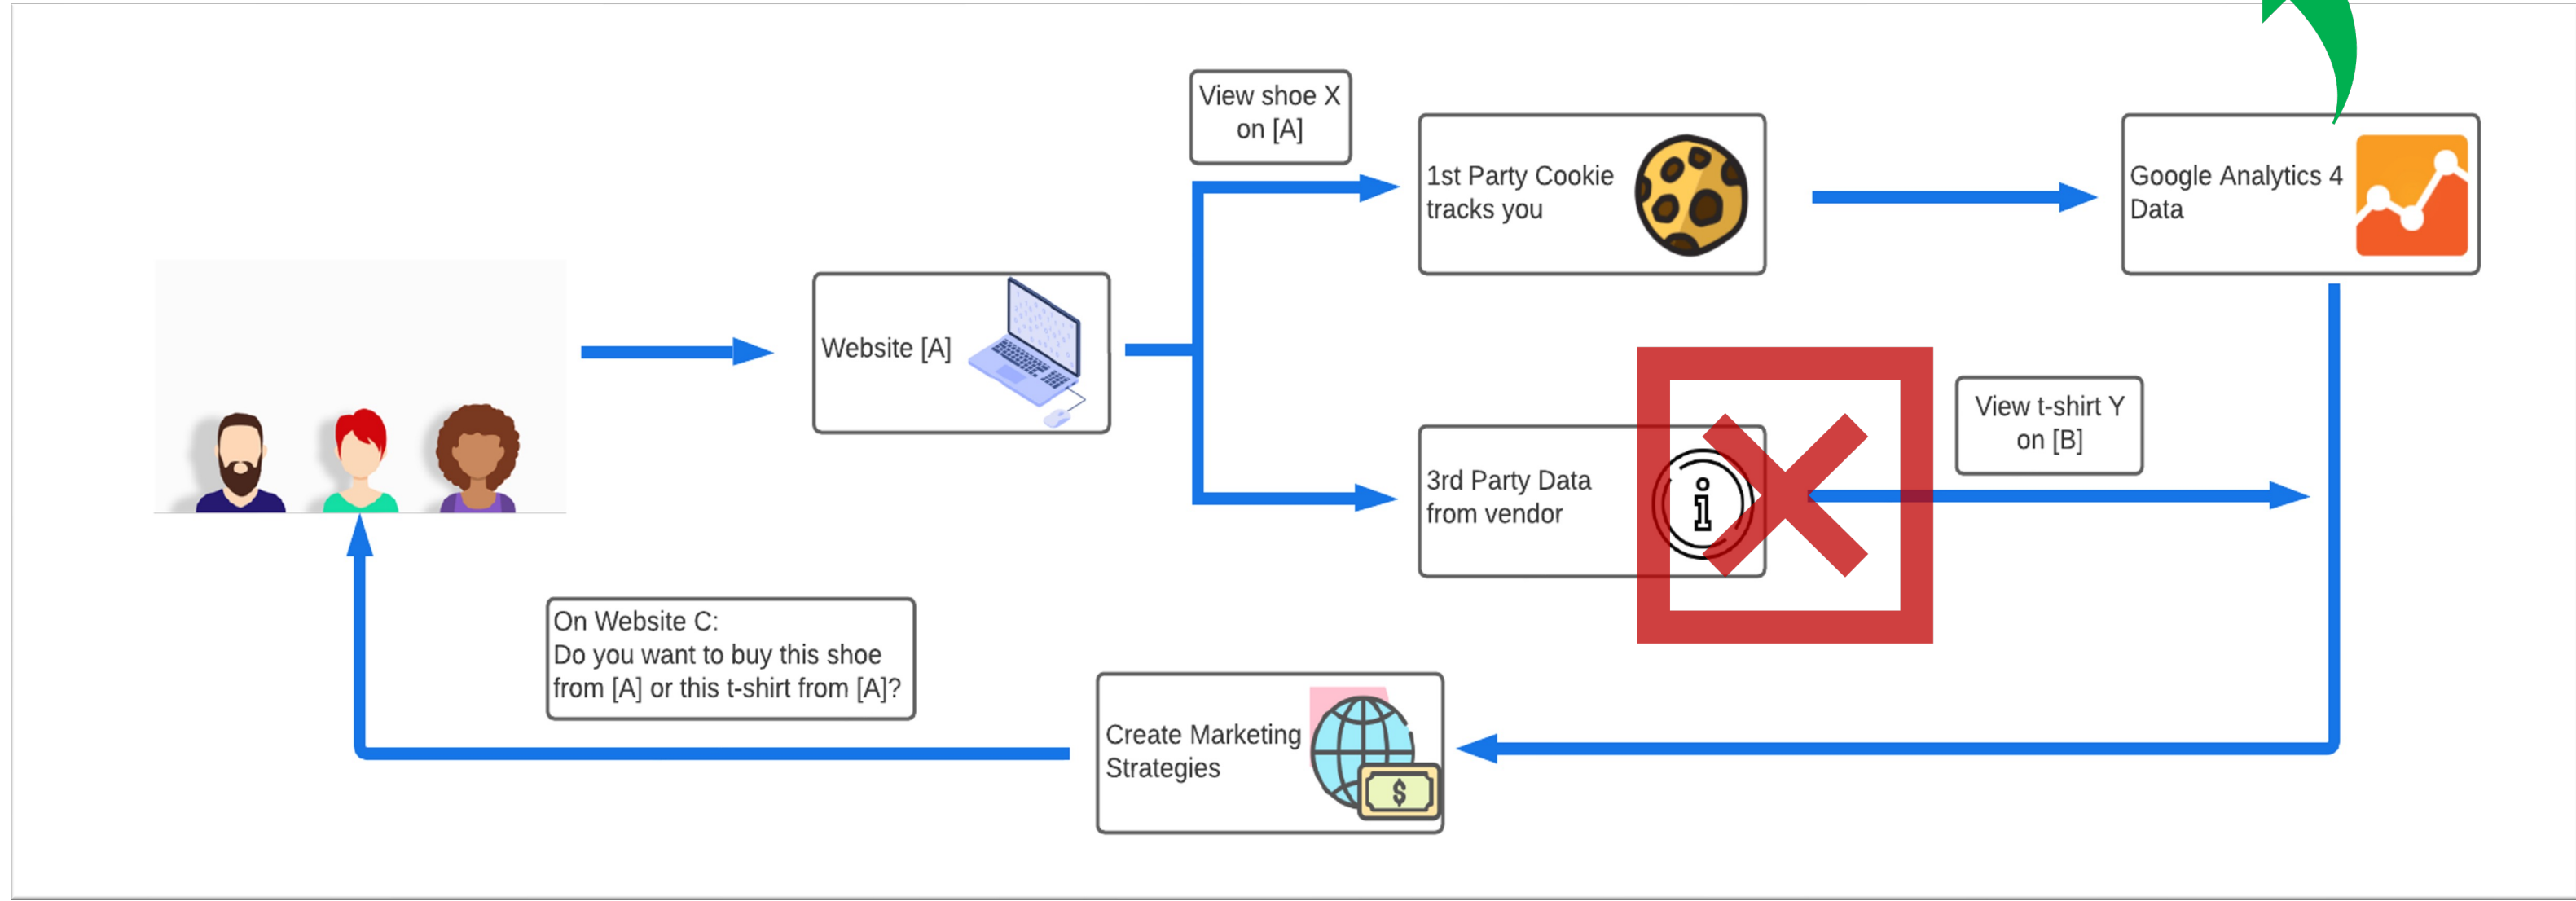 View shoe X
on [A]
1st Party Cookie
tracks you
Google Analytics 4
Data
Website [A]
View t-shirt Y
on [B]
3rd Party Data
from vendor
i
On Website C:
Do you want to buy this shoe
from [A] or this t-shirt from [A]?
Create Marketing
Strategies
$